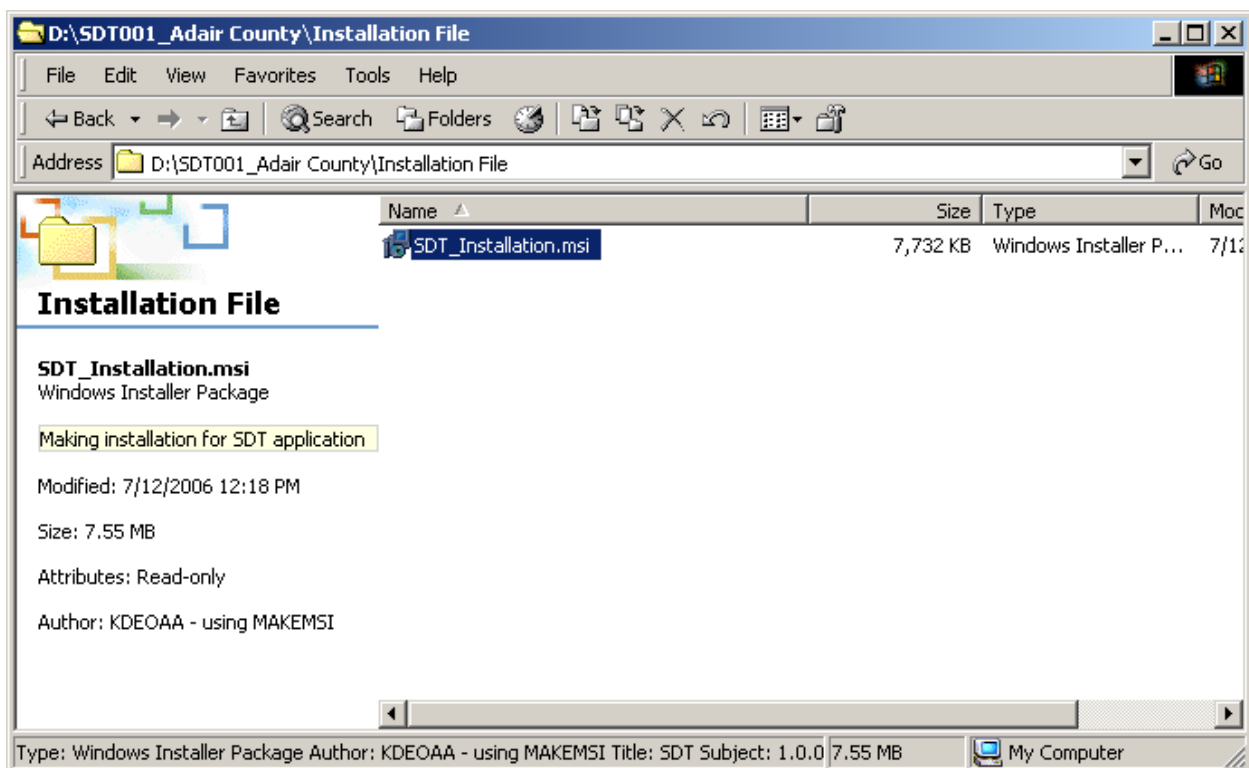 D:\SDT001_Adair County\Installation File
File Edit View Favorites Tools Help
Back Search Folders
Address D:\SDT001_Adair County\Installation File Go
Name Size Type Mod
SDT_Installation.msi 7,732 KB Windows Installer P... 7/12
Installation File
SDT_Installation.msi
Windows Installer Package
Making installation for SDT application
Modified: 7/12/2006 12:18 PM
Size: 7.55 MB
Attributes: Read-only
Author: KDEOAA - using MAKEMSI
Type: Windows Installer Package Author: KDEOAA - using MAKEMSI Title: SDT Subject: 1.0.0 7.55 MB My Computer